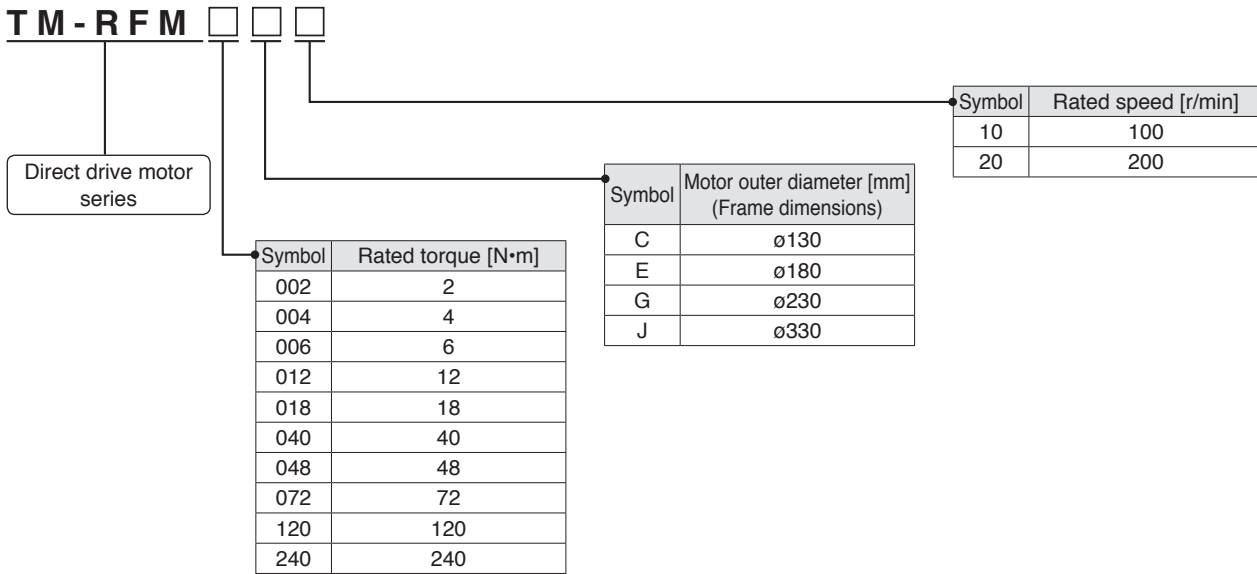 TM-RFM □ □ □
Direct drive motor
series
Symbol Rated torque [N•m]
002 2
004 4
006 6
012 12
018 18
040 40
048 48
072 72
120 120
240 240
Symbol Motor outer diameter [mm]
(Frame dimensions)
C ø130
E ø180
G ø230
J ø330
Symbol Rated speed [r/min]
10 100
20 200